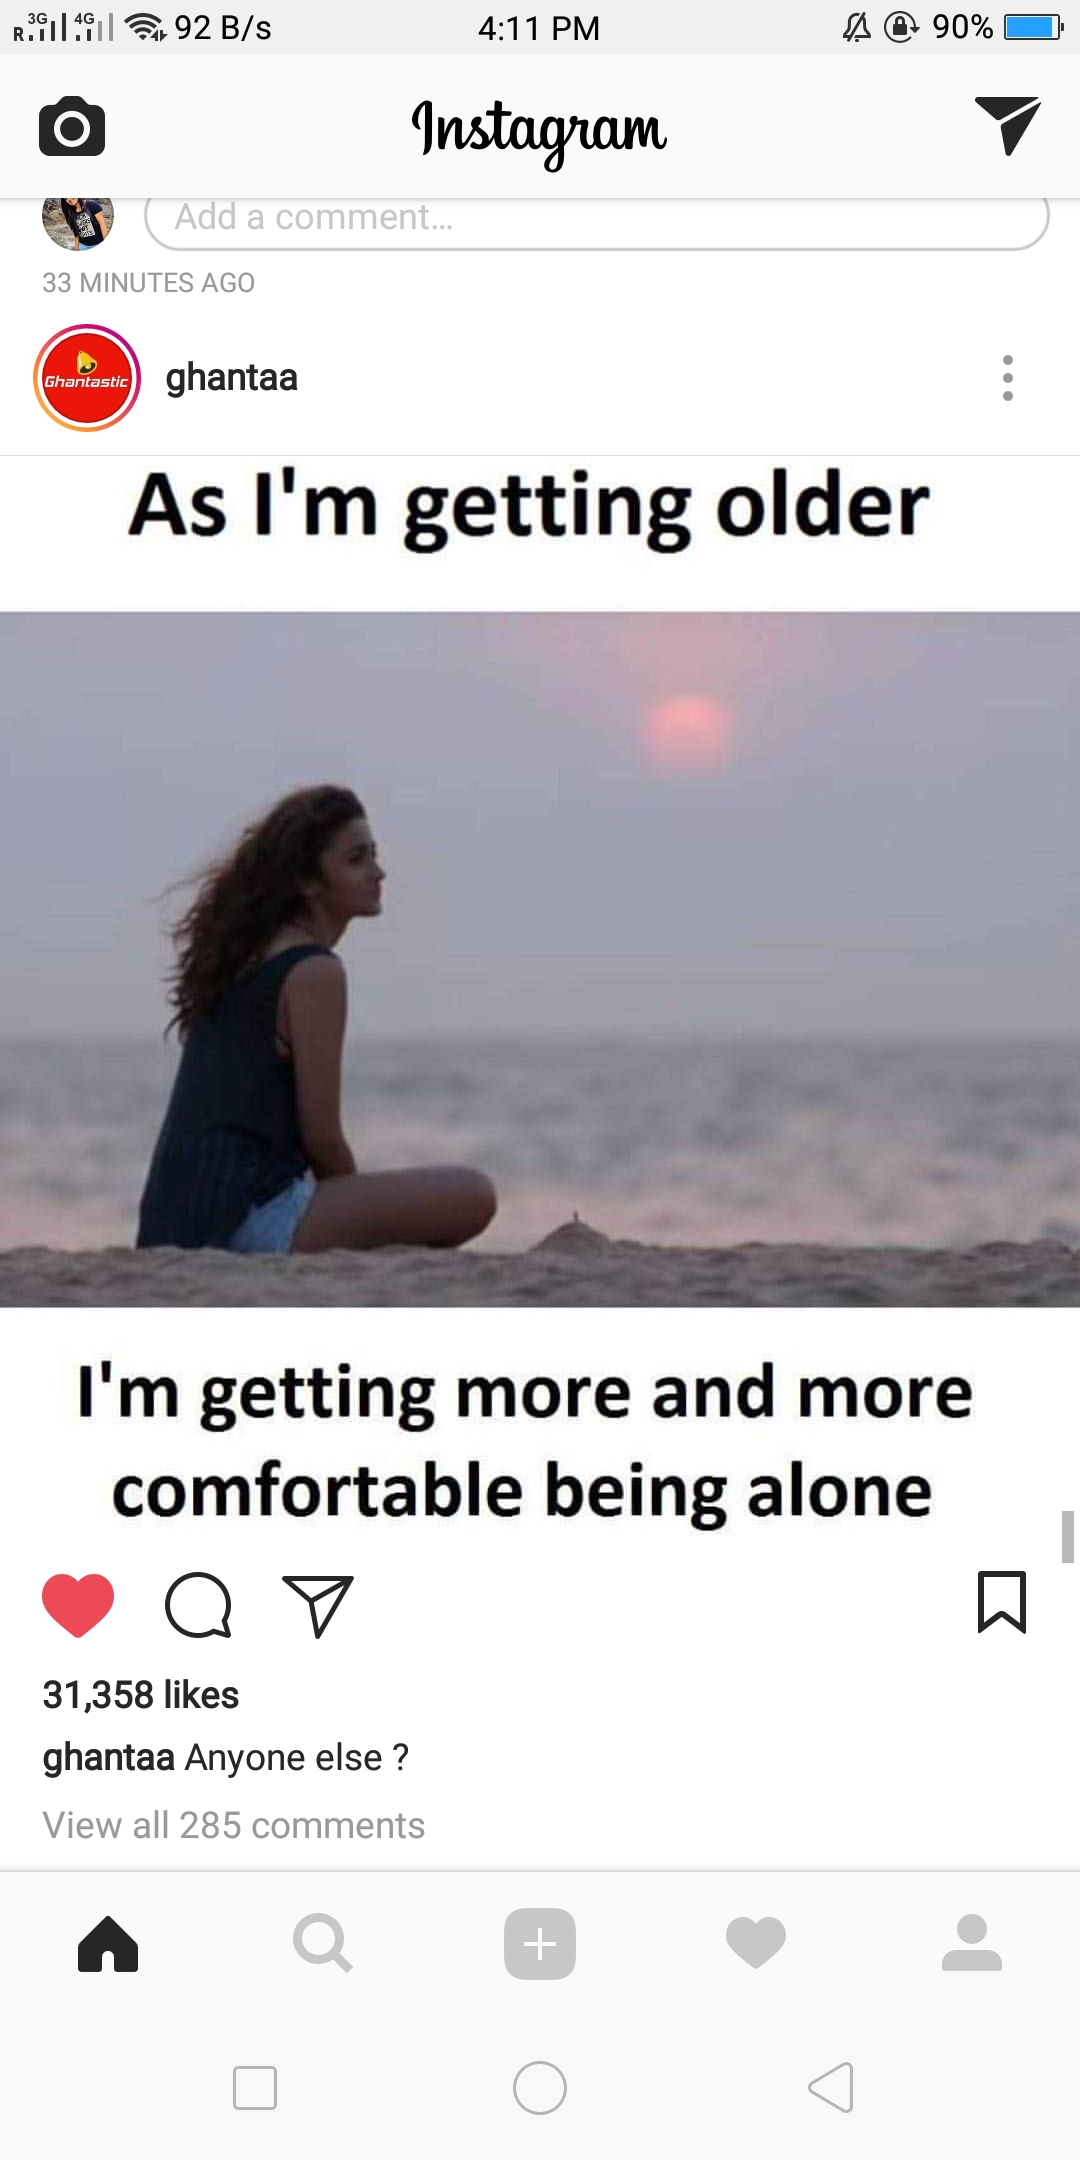 R 3G 4G 92 B/s 4:11 PM 90%
Instagram
Add a comment...
33 MINUTES AGO
Ghantastic
ghantaa
As I'm getting older
I'm getting more and more
comfortable being alone
31,358 likes
ghantaa Anyone else ?
View all 285 comments